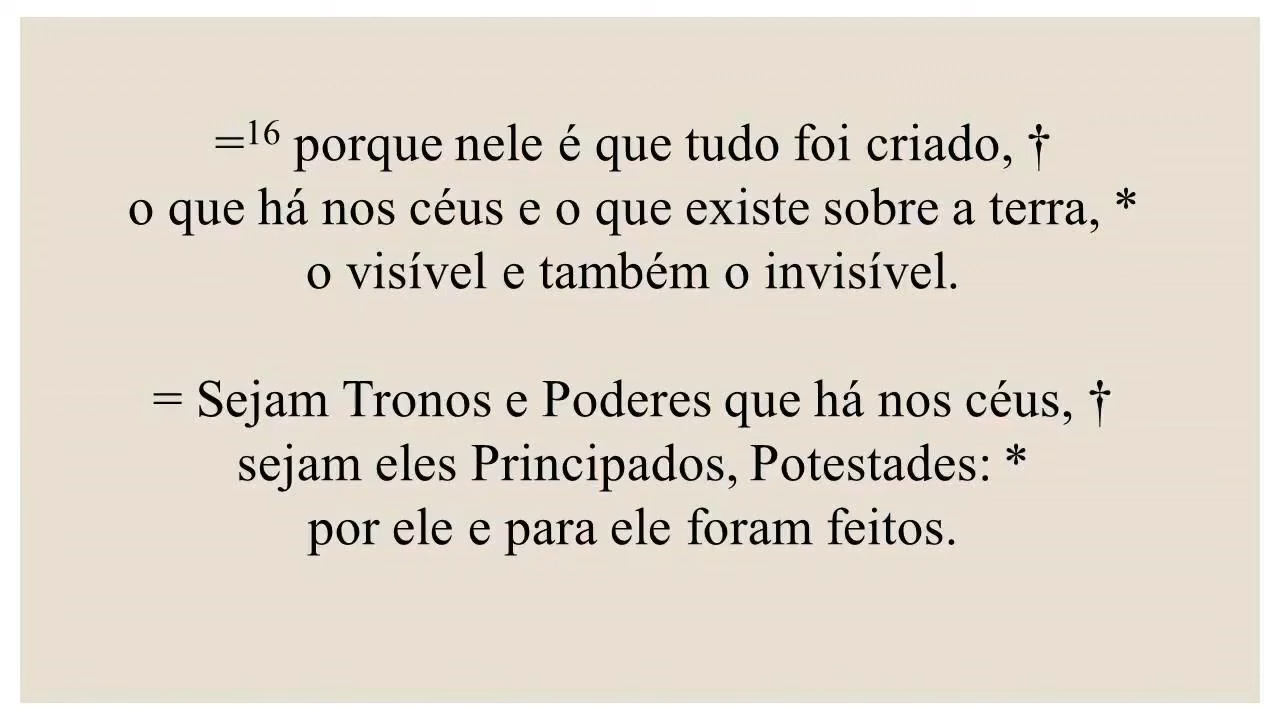 =¹⁶ porque nele é que tudo foi criado, †
o que há nos céus e o que existe sobre a terra, *
o visível e também o invisível.
= Sejam Tronos e Poderes que há nos céus, †
sejam eles Principados, Potestades: *
por ele e para ele foram feitos.